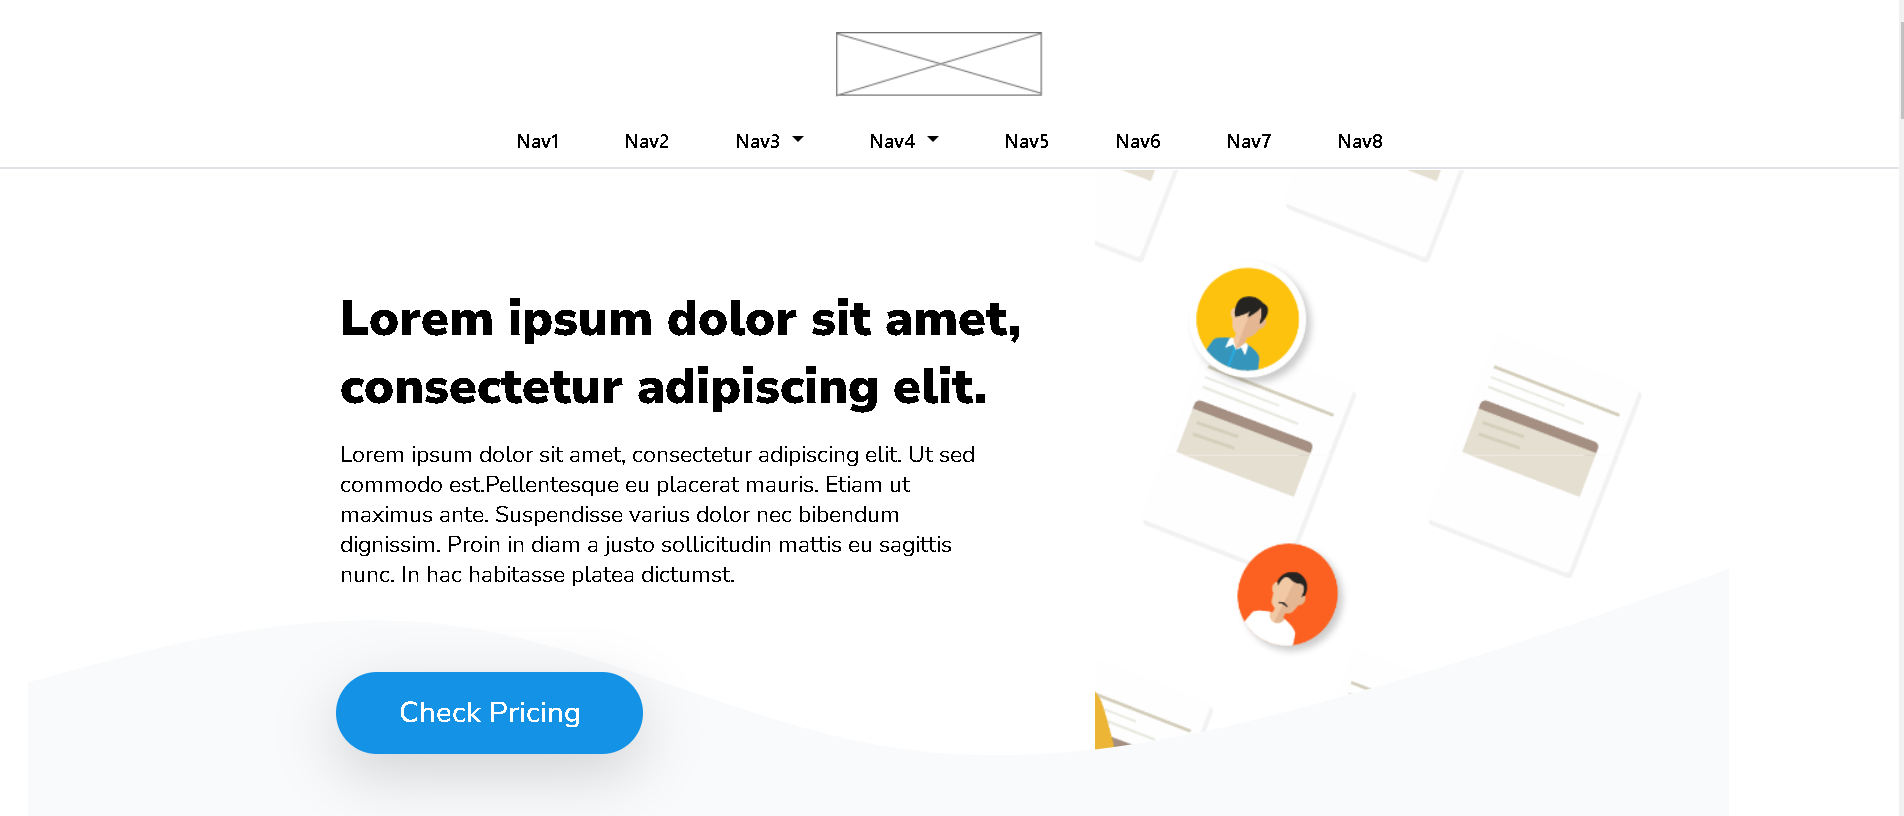 Nav1 Nav2 Nav3 Nav4 Nav5 Nav6 Nav7 Nav8
Lorem ipsum dolor sit amet,
consectetur adipiscing elit.
Lorem ipsum dolor sit amet, consectetur adipiscing elit. Ut sed
commodo est.Pellentesque eu placerat mauris. Etiam ut
maximus ante. Suspendisse varius dolor nec bibendum
dignissim. Proin in diam a justo sollicitudin mattis eu sagittis
nunc. In hac habitasse platea dictumst.
Check Pricing